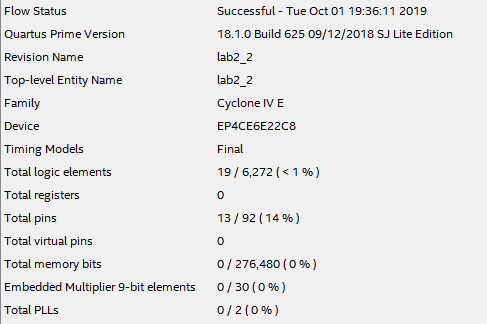 Flow Status Successful - Tue Oct 01 19:36:11 2019
Quartus Prime Version 18.1.0 Build 625 09/12/2018 SJ Lite Edition
Revision Name lab2_2
Top-level Entity Name lab2_2
Family Cyclone IV E
Device EP4CE6E22C8
Timing Models Final
Total logic elements 19 / 6,272 ( < 1 % )
Total registers 0
Total pins 13 / 92 ( 14 % )
Total virtual pins 0
Total memory bits 0 / 276,480 ( 0 % )
Embedded Multiplier 9-bit elements 0 / 30 ( 0 % )
Total PLLs 0 / 2 ( 0 % )